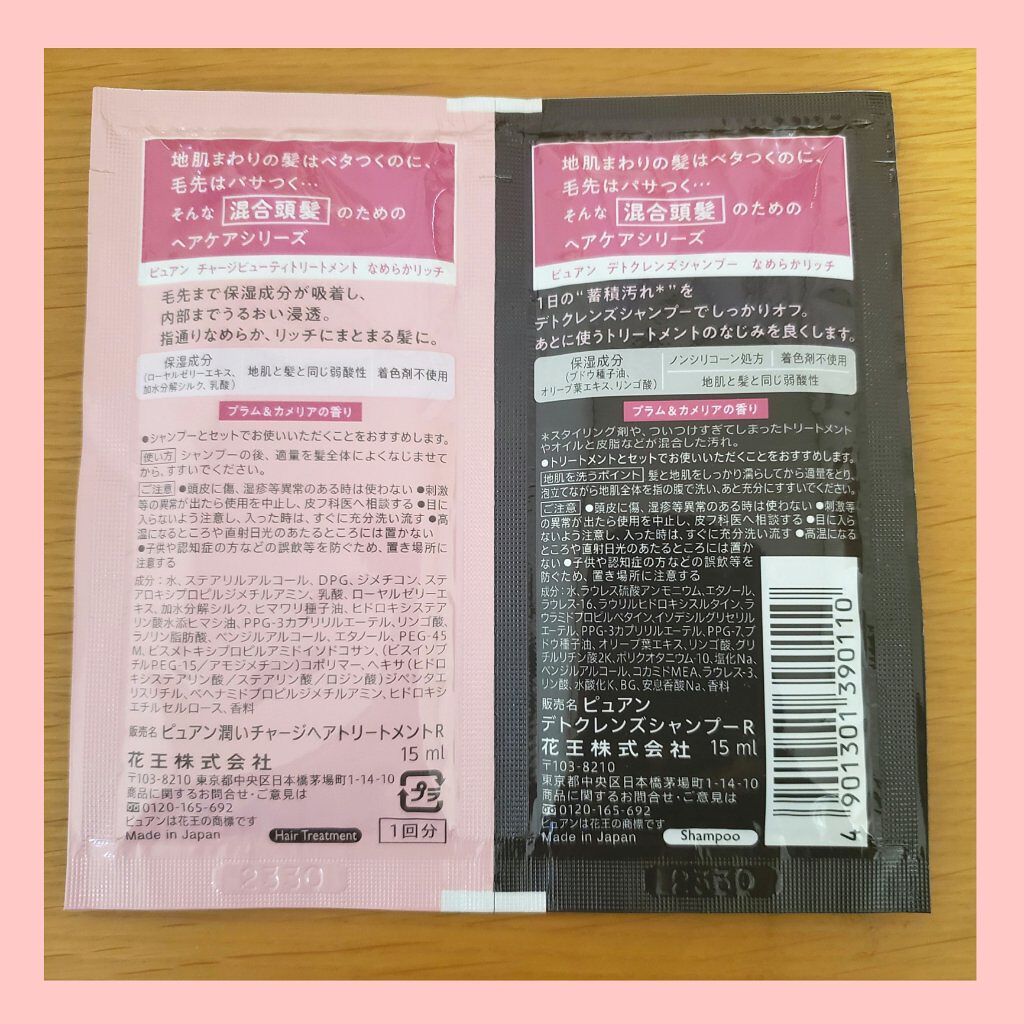 地肌まわりの髪はベタつくのに、
毛先はパサつく…
そんな 混合頭髪 のための
ヘアケアシリーズ
ピュアン チャージビューティトリートメント なめらかリッチ
毛先まで保湿成分が吸着し、
内部までうるおい浸透。
指通りなめらか、リッチにまとまる髪に。
保湿成分
(ローヤルゼリーエキス、
加水分解シルク、乳酸)
地肌と髪と同じ弱酸性
着色剤不使用
プラム&カメリアの香り
●シャンプーとセットでお使いいただくことをおすすめします。
使い方 シャンプーの後、適量を髪全体によくなじませて
から、すすいでください。
ご注意 ●頭皮に傷、湿疹等異常のある時は使わない ●刺激
等の異常が出たら使用を中止し、皮フ科医へ相談する ●目に
入らないよう注意し、入った時は、すぐに充分洗い流す ●高
温になるところや直射日光のあたるところには置かない
●子供や認知症の方などの誤飲等を防ぐため、置き場所に
注意する
成分:水、ステアリルアルコール、DPG、ジメチコン、ステ
アロキシプロピルジメチルアミン、乳酸、ローヤルゼリーエ
キス、加水分解シルク、ヒマワリ種子油、ヒドロキシステア
リン酸水添ヒマシ油、PPG-3カプリリルエーテル、リンゴ酸、
ラノリン脂肪酸、ベンジルアルコール、エタノール、PEG-45
M、ビスメトキシプロピルアミドイソドコサン、(ビスイソブ
チルPEG-15/アモジメチコン)コポリマー、ヘキサ(ヒドロ
キシステアリン酸/ステアリン酸/ロジン酸)ジペンタエ
リスリチル、ベヘナミドプロピルジメチルアミン、ヒドロキシ
エチルセルロース、香料
販売名 ピュアン潤いチャージヘアトリートメントR
花王株式会社 15 ml
〒103-8210 東京都中央区日本橋茅場町1-14-10
商品に関するお問合せ・ご意見は
0120-165-692
ピュアンは花王の商標です
Made in Japan
Hair Treatment
プラ
1回分
2330
地肌まわりの髪はベタつくのに、
毛先はパサつく…
そんな 混合頭髪 のための
ヘアケアシリーズ
ピュアン デトクレンズシャンプー なめらかリッチ
1日の“蓄積汚れ*”を
デトクレンズシャンプーでしっかりオフ。
あとに使うトリートメントのなじみを良くします。
保湿成分
(ブドウ種子油、
オリーブ葉エキス、リンゴ酸)
ノンシリコーン処方
着色剤不使用
地肌と髪と同じ弱酸性
プラム&カメリアの香り
*スタイリング剤や、ついつけすぎてしまったトリートメント
やオイルと皮脂などが混合した汚れ。
●トリートメントとセットでお使いいただくことをおすすめします。
地肌を洗うポイント 髪と地肌をしっかり濡らしてから適量をとり、
泡立てながら地肌全体を指の腹で洗い、あと充分にすすいでください。
ご注意 ●頭皮に傷、湿疹等異常のある時は使わない ●刺激等
の異常が出たら使用を中止し、皮フ科医へ相談する ●目に入ら
ないよう注意し、入った時は、すぐに充分洗い流す ●高温になる
ところや直射日光のあたるところには置か
ない ●子供や認知症の方などの誤飲等を
防ぐため、置き場所に注意する
成分:水、ラウレス硫酸アンモニウム、エタノール、
ラウレス-16、ラウリルヒドロキシスルタイン、ラ
ウラミドプロピルベタイン、イソデシルグリセリル
エーテル、PPG-3カプリリルエーテル、PPG-7、ブ
ドウ種子油、オリーブ葉エキス、リンゴ酸、グリ
チルリチン酸2K、ポリクオタニウム-10、塩化Na、
ベンジルアルコール、コカミドMEA、ラウレス-3、
リン酸、水酸化K、BG、安息香酸Na、香料
販売名 ピュアン
デトクレンズシャンプーR
花王株式会社 15 ml
〒103-8210
東京都中央区日本橋茅場町1-14-10
商品に関するお問合せ・ご意見は
0120-165-692
ピュアンは花王の商標です
Made in Japan
Shampoo
4 901301 390110
2330